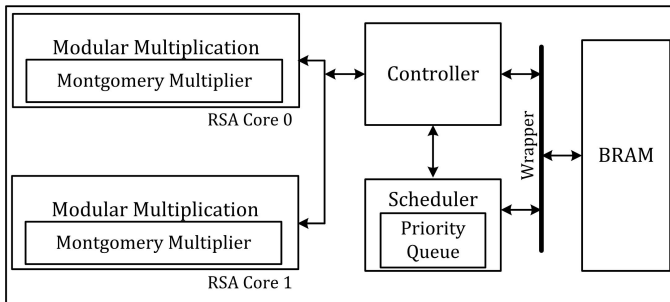 Modular Multiplication
Montgomery Multiplier
RSA Core 0
Controller
Wrapper
BRAM
Modular Multiplication
Montgomery Multiplier
RSA Core 1
Scheduler
Priority
Queue